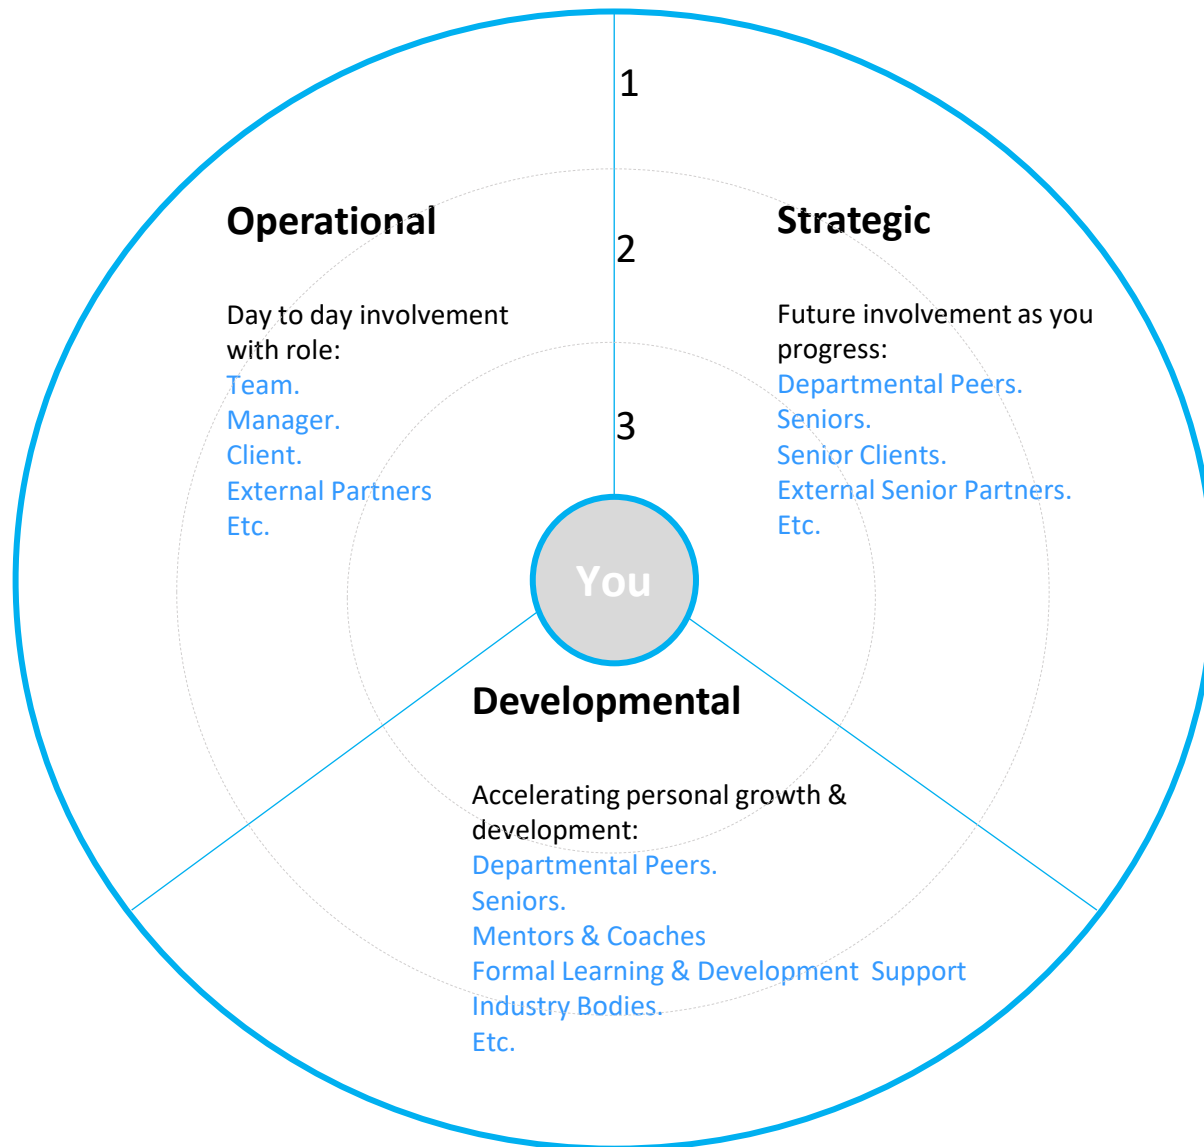 1
2
3
Operational
Day to day involvement
with role:
Team.
Manager.
Client.
External Partners
Etc.
Strategic
Future involvement as you
progress:
Departmental Peers.
Seniors.
Senior Clients.
External Senior Partners.
Etc.
You
Developmental
Accelerating personal growth &
development:
Departmental Peers.
Seniors.
Mentors & Coaches
Formal Learning & Development  Support
Industry Bodies.
Etc.